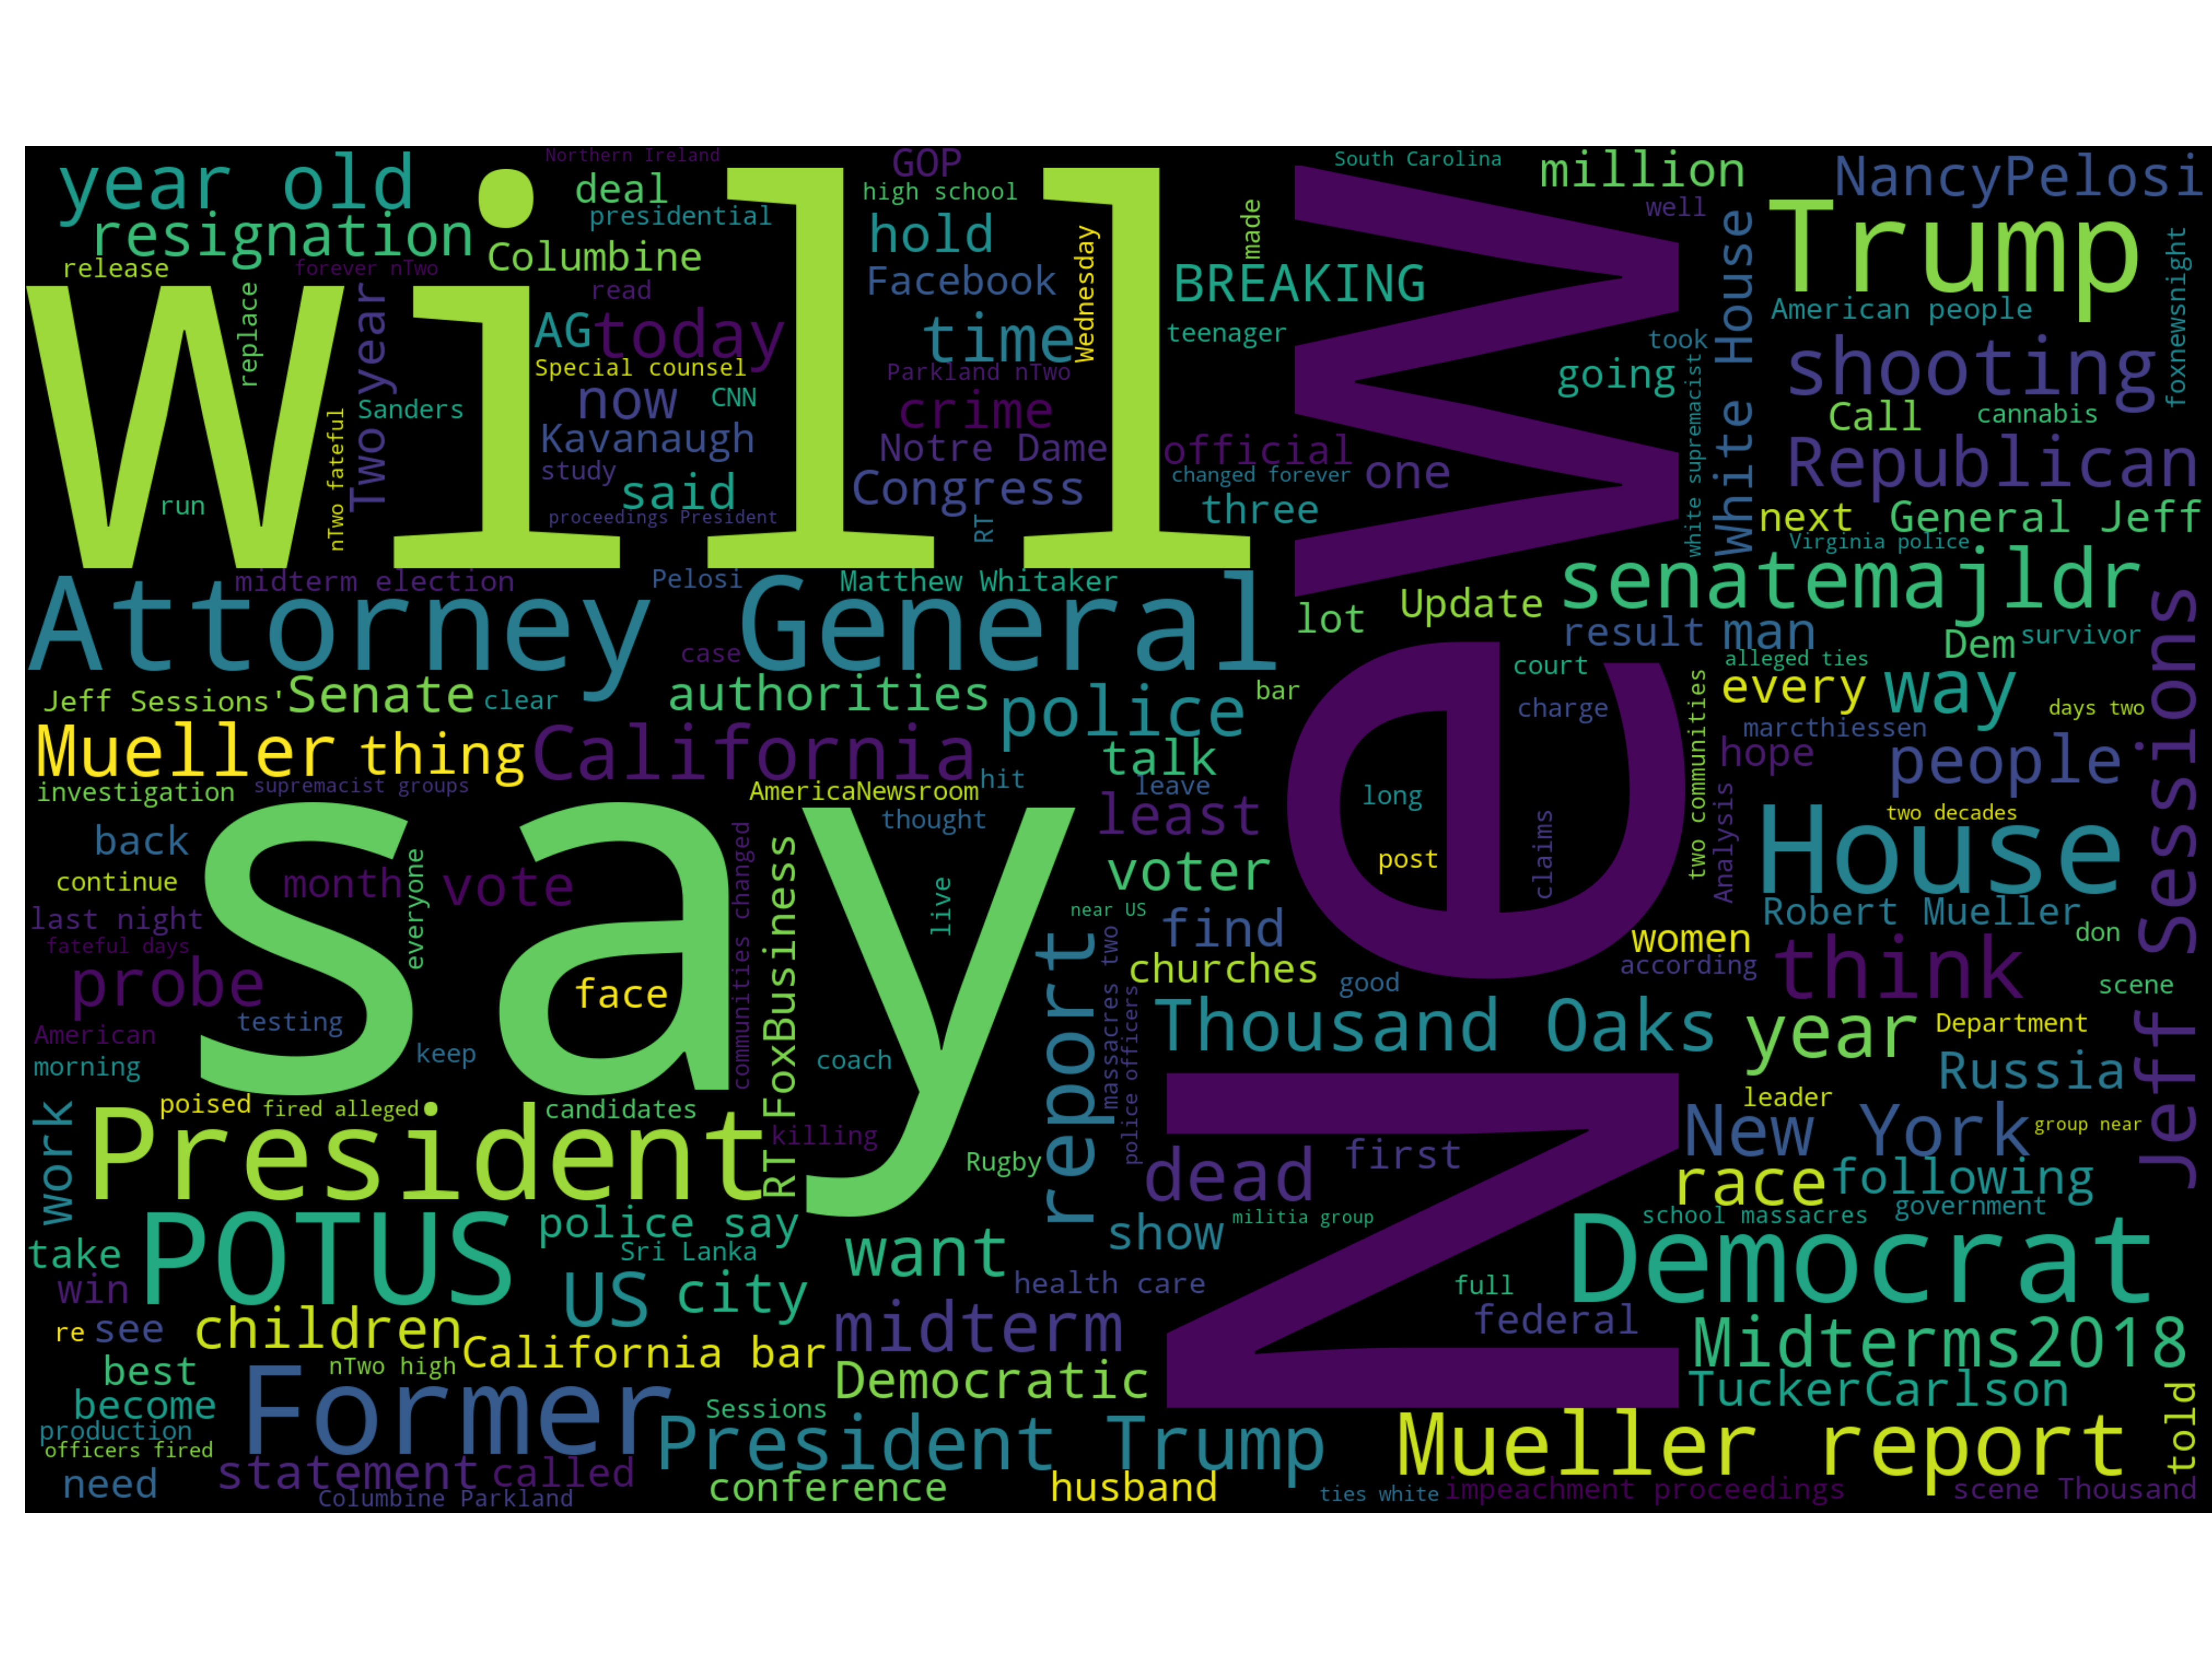 year old
Northern Ireland
GOP
South Carolina
million
NancyPelosi
resignation
deal
high school
well
Trump
presidential
hold
made
release
forever nTwo
Columbine
Facebook
BREAKING
White House
American people
foxnewsnight
will
replace
Two year
read
AG
today
time
Wednesday
teenager
New
took
shooting
Special counsel
Parkland nTwo
going
white supremacist
nTwo fateful
Sanders
now
CNN
crime
Call
cannabis
Kavanaugh
Notre Dame
official
Republican
study
said
Congress
changed forever
one
run
proceedings President
RT
three
next
General Jeff
Virginia police
midterm election
Pelosi
Matthew Whitaker
lot
Update
senatemajldr
Attorney General
result
man
Dem
survivor
Jeff Sessions
case
court
alleged ties
Jeff Sessions'
Senate
clear
authorities
police
bar
charge
two communities
every
way
days two
Mueller
thing
California
talk
marcthiessen
hope
people
investigation
supremacist groups
AmericaNewsroom
hit
leave
long
Analysis
say
thought
least
two decades
back
everyone
communities changed
RT FoxBusiness
post
claims
House
continue
month
vote
live
voter
last night
near US
Robert Mueller
fateful days
report
massacres two
find
women
don
probe
face
churches
according
think
testing
police officers
good
scene
American
Thousand Oaks
year
Department
morning
keep
coach
Russia
work
poised
fired alleged
candidates
leader
President
killing
New York
group near
Rugby
dead
first
race
following
POTUS
police say
show
militia group
school massacres
government
take
Sri Lanka
want
Democrat
win
US
city
health care
full
re
see
children
midterm
federal
Midterms2018
best
nTwo high
California bar
Democratic
TuckerCarlson
told
become
Former
Sessions
production
officers fired
President Trump
Mueller report
need
statement
called
conference
husband
ties white
impeachment proceedings
scene Thousand
Columbine Parkland